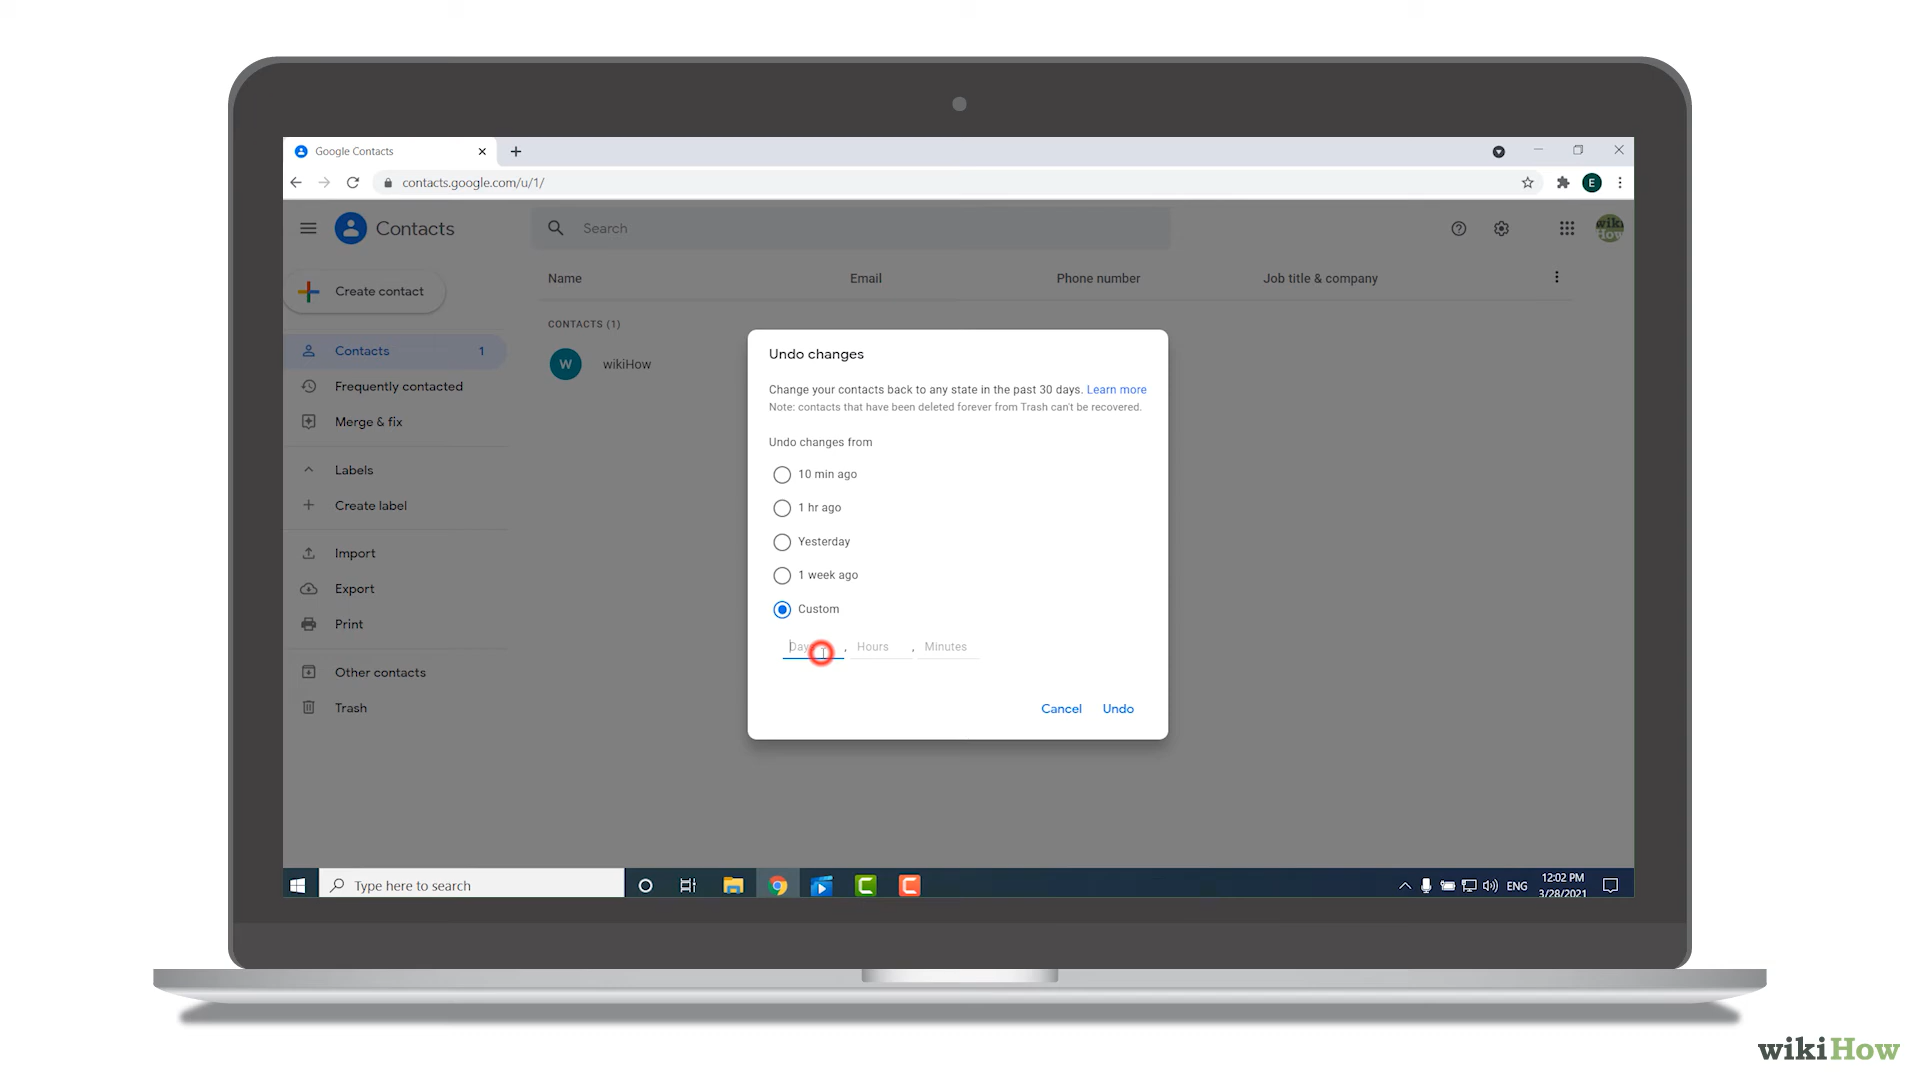 Google Contacts
contacts.google.com/u/1/
E
Contacts
Search
wiki
How
Create contact
Name Email Phone number Job title & company
CONTACTS (1)
Contacts 1
W wikiHow
Frequently contacted
Merge & fix
Labels
Create label
Import
Export
Print
Other contacts
Trash
Undo changes
Change your contacts back to any state in the past 30 days. Learn more
Note: contacts that have been deleted forever from Trash can't be recovered.
Undo changes from
10 min ago
1 hr ago
Yesterday
1 week ago
Custom
, Hours , Minutes
Cancel Undo
Type here to search
ENG
12:02 PM
3/28/2021
wikiHow